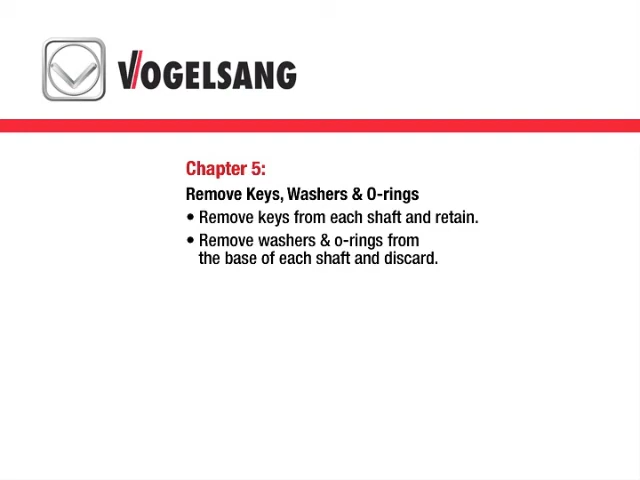 VOGELSANG
Chapter 5:
Remove Keys, Washers & O-rings
• Remove keys from each shaft and retain.
• Remove washers & o-rings from
the base of each shaft and discard.